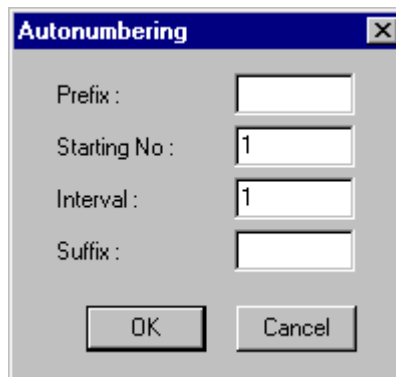 Autonumbering
Prefix :
Starting No : 1
Interval : 1
Suffix :
OK Cancel